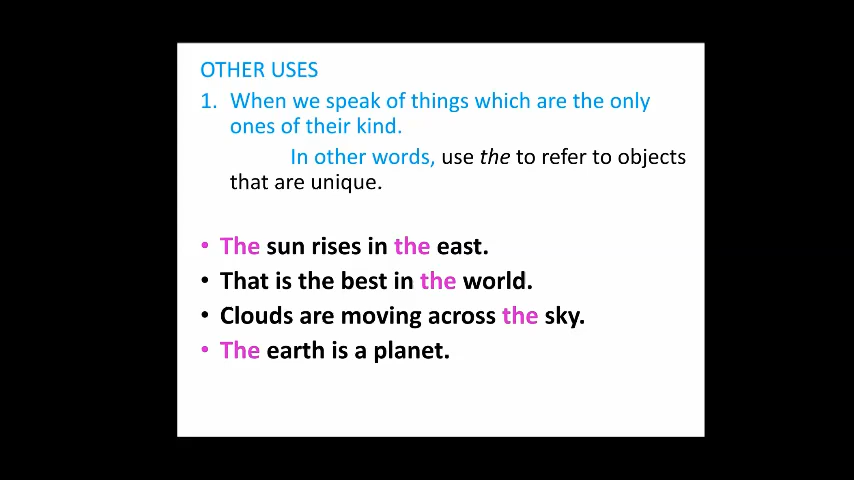 OTHER USES
1. When we speak of things which are the only
ones of their kind.
In other words, use the to refer to objects
that are unique.
• The sun rises in the east.
• That is the best in the world.
• Clouds are moving across the sky.
• The earth is a planet.